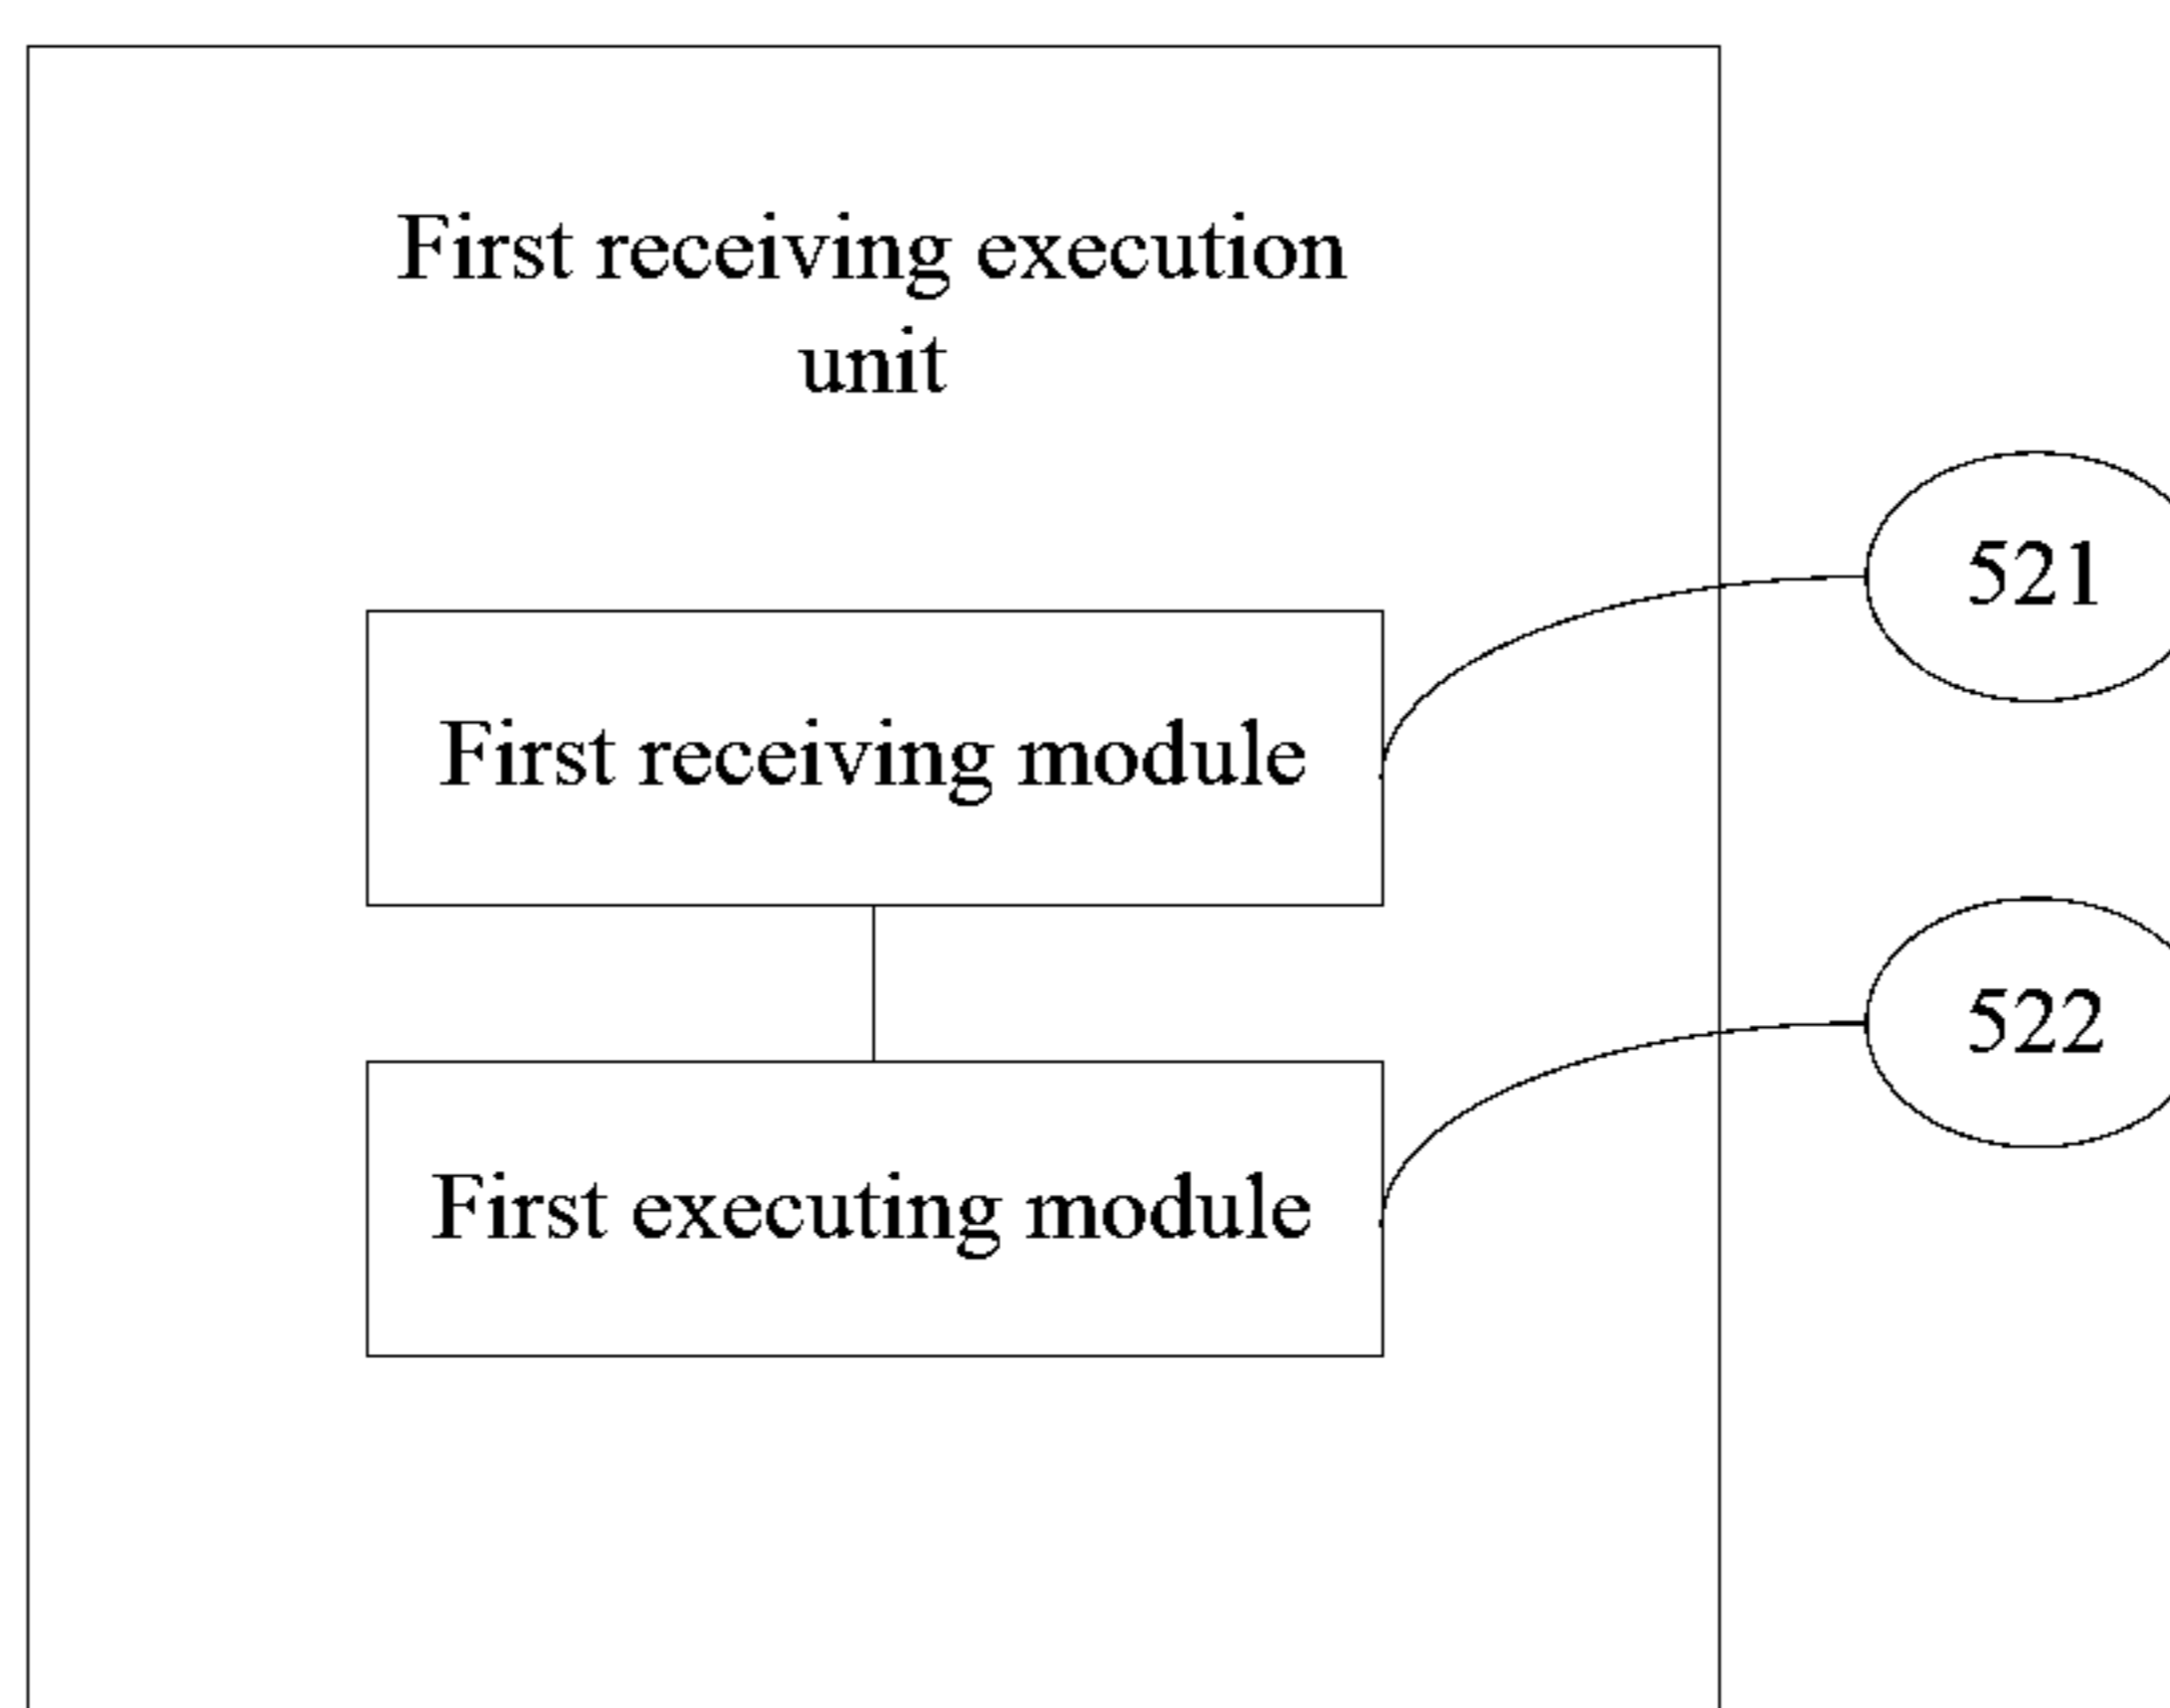 First receiving execution
unit
521
First receiving module
522
First executing module